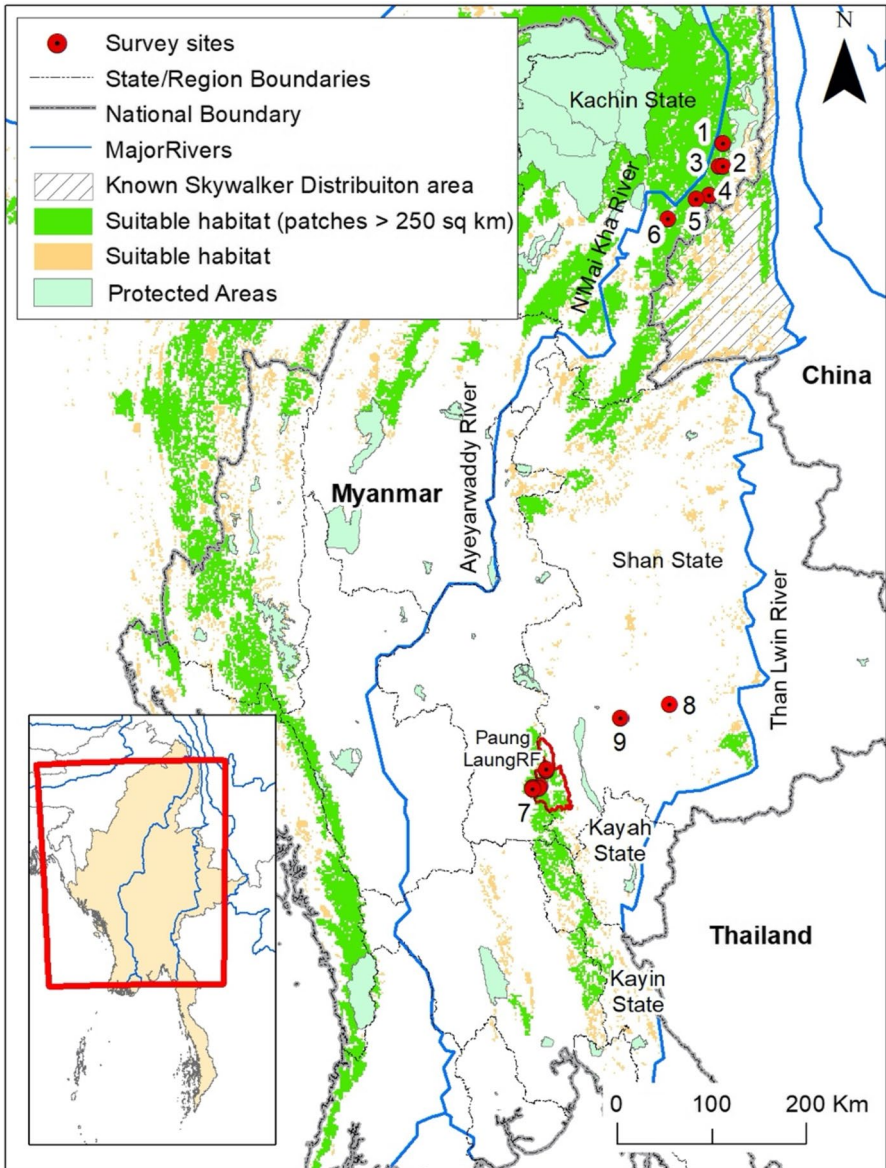 N
Survey sites
State/Region Boundaries
National Boundary
MajorRivers
Known Skywalker Distribuiton area
Suitable habitat (patches > 250 sq km)
Suitable habitat
Protected Areas
Kachin State
1
3
2
4
5
6
N'Mai Kha River
China
Ayeyarwaddy River
Myanmar
Shan State
Than Lwin River
8
9
Paung
LaungRF
7
Kayah
State
Thailand
Kayin
State
0
100
200 Km